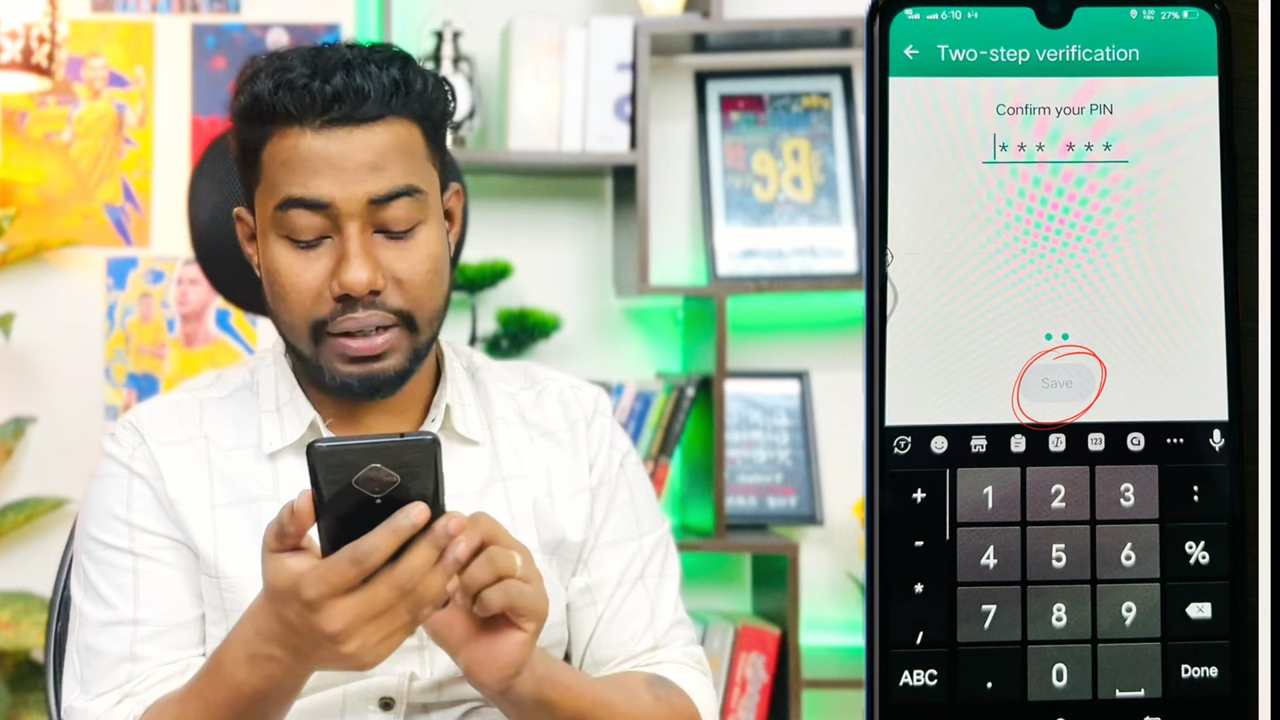 6:10
27%
Two-step verification
Confirm your PIN
*** ***
Save
123
+ 1 2 3 :
- 4 5 6 %
* 7 8 9
/
ABC . 0 Done
Be